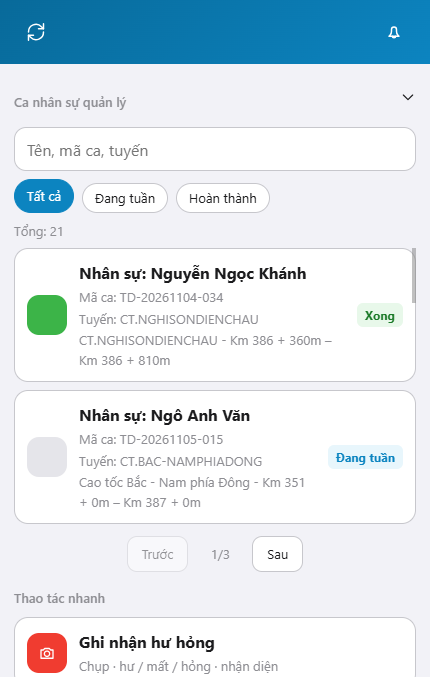 Ca nhân sự quản lý
Tên, mã ca, tuyến
Tất cả
Đang tuần
Hoàn thành
Tổng: 21
Nhân sự: Nguyễn Ngọc Khánh
Mã ca: TD-20261104-034
Tuyến: CT.NGHISONDIENCHAU
CT.NGHISONDIENCHAU - Km 386 + 360m –
Km 386 + 810m
Xong
Nhân sự: Ngô Anh Văn
Mã ca: TD-20261105-015
Tuyến: CT.BAC-NAMPHIADONG
Cao tốc Bắc - Nam phía Đông - Km 351
+ 0m – Km 387 + 0m
Đang tuần
Trước
1/3
Sau
Thao tác nhanh
Ghi nhận hư hỏng
Chụp · hư / mất / hỏng · nhận diện